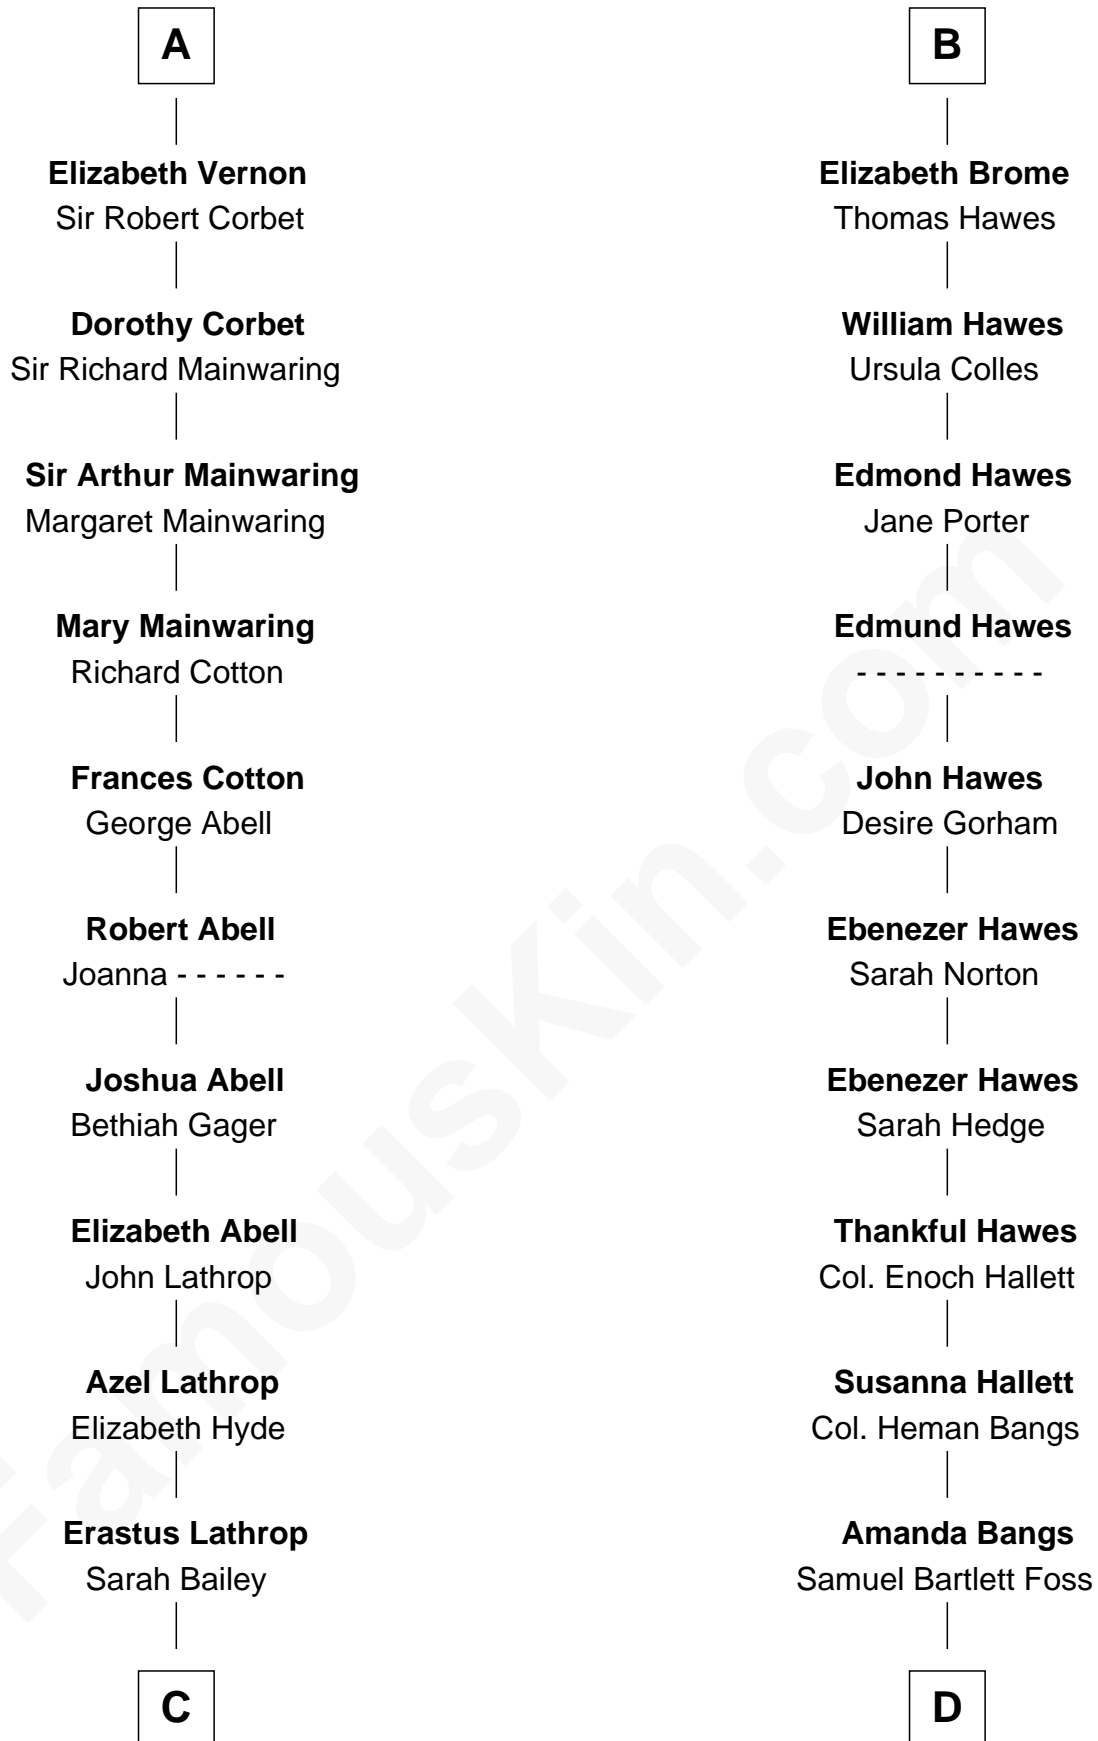 A
Elizabeth Vernon
Sir Robert Corbet
Dorothy Corbet
Sir Richard Mainwaring
Sir Arthur Mainwaring
Margaret Mainwaring
Mary Mainwaring
Richard Cotton
Frances Cotton
George Abell
Robert Abell
Joanna - - - - - -
Joshua Abell
Bethiah Gager
Elizabeth Abell
John Lathrop
Azel Lathrop
Elizabeth Hyde
Erastus Lathrop
Sarah Bailey
C
B
Elizabeth Brome
Thomas Hawes
William Hawes
Ursula Colles
Edmond Hawes
Jane Porter
Edmund Hawes
- - - - - - - - - -
John Hawes
Desire Gorham
Ebenezer Hawes
Sarah Norton
Ebenezer Hawes
Sarah Hedge
Thankful Hawes
Col. Enoch Hallett
Susanna Hallett
Col. Heman Bangs
Amanda Bangs
Samuel Bartlett Foss
D
FamousKin.com